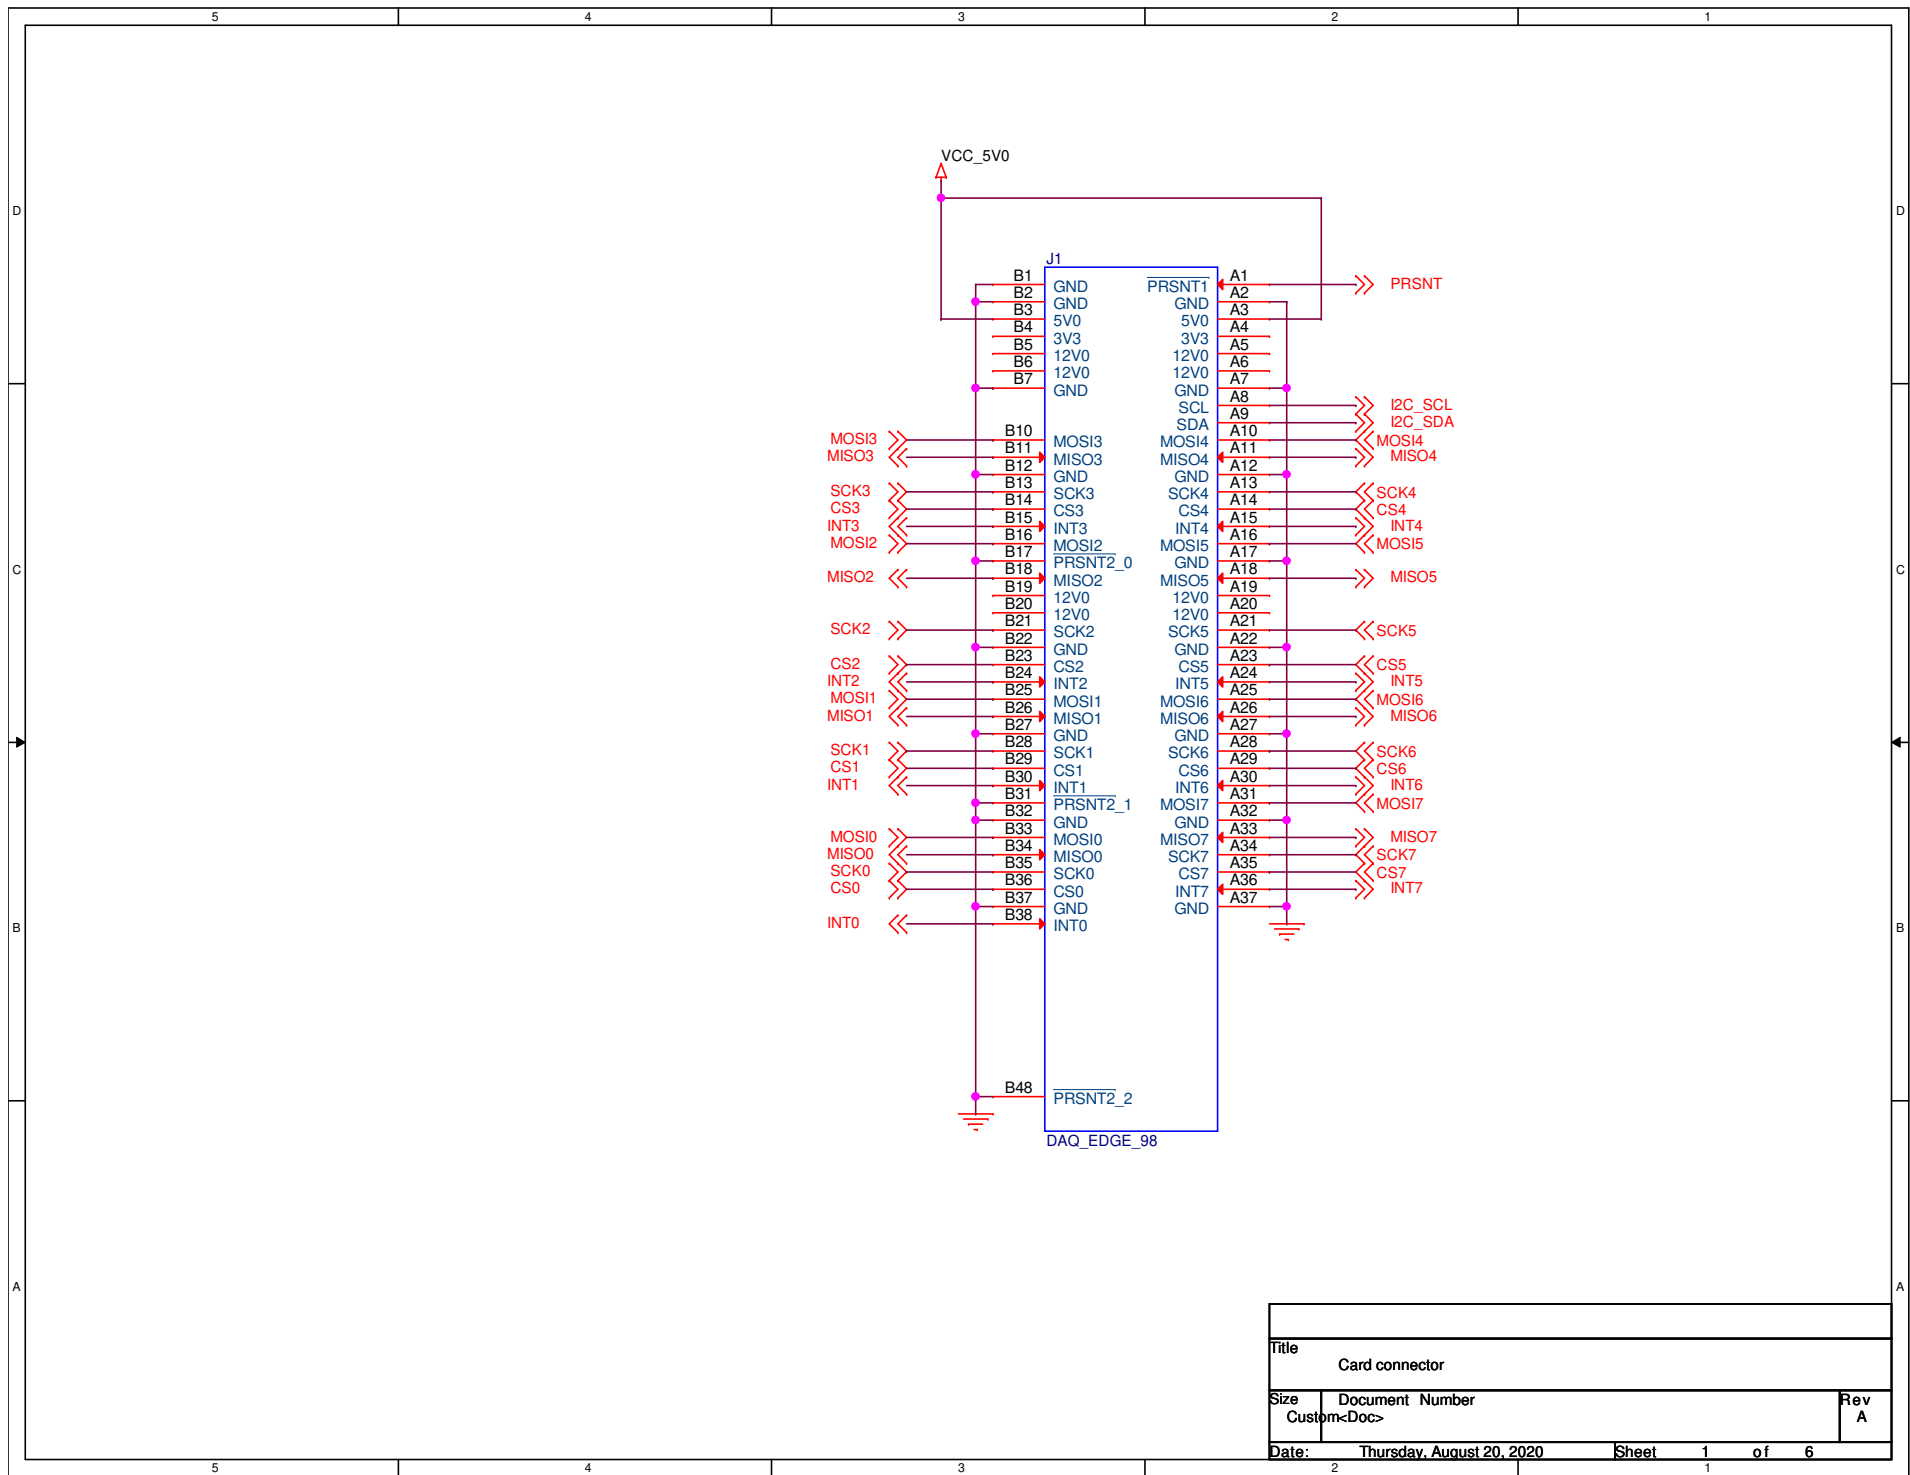 5 4 3 2 1
VCC_5V0
D D
J1
B1 GND PRSNT1 A1 PRSNT
B2 GND GND A2
B3 5V0 5V0 A3
B4 3V3 3V3 A4
B5 12V0 12V0 A5
B6 12V0 12V0 A6
B7 GND GND A7
SCL A8 I2C_SCL
SDA A9 I2C_SDA
MOSI3 B10 MOSI3 MOSI4 A10 MOSI4
MISO3 B11 MISO3 MISO4 A11 MISO4
B12 GND GND A12
SCK3 B13 SCK3 SCK4 A13 SCK4
CS3 B14 CS3 CS4 A14 CS4
INT3 B15 INT3 INT4 A15 INT4
MOSI2 B16 MOSI2 MOSI5 A16 MOSI5
C B17 PRSNT2_0 GND A17 C
MISO2 B18 MISO2 MISO5 A18 MISO5
B19 12V0 12V0 A19
B20 12V0 12V0 A20
SCK2 B21 SCK2 SCK5 A21 SCK5
B22 GND GND A22
CS2 B23 CS2 CS5 A23 CS5
INT2 B24 INT2 INT5 A24 INT5
MOSI1 B25 MOSI1 MOSI6 A25 MOSI6
MISO1 B26 MISO1 MISO6 A26 MISO6
B27 GND GND A27
SCK1 B28 SCK1 SCK6 A28 SCK6
CS1 B29 CS1 CS6 A29 CS6
INT1 B30 INT1 INT6 A30 INT6
B31 PRSNT2_1 MOSI7 A31 MOSI7
B32 GND GND A32
MOSI0 B33 MOSI0 MISO7 A33 MISO7
MISO0 B34 MISO0 SCK7 A34 SCK7
SCK0 B35 SCK0 CS7 A35 CS7
CS0 B36 CS0 INT7 A36 INT7
B37 GND GND A37
INT0 B38 INT0
B B
B48 PRSNT2_2
DAQ_EDGE_98
A A
Title
Card connector
Size Document Number Rev
Custom<Doc> A
Date: Thursday, August 20, 2020 Sheet 1 of 6
5 4 3 2 1